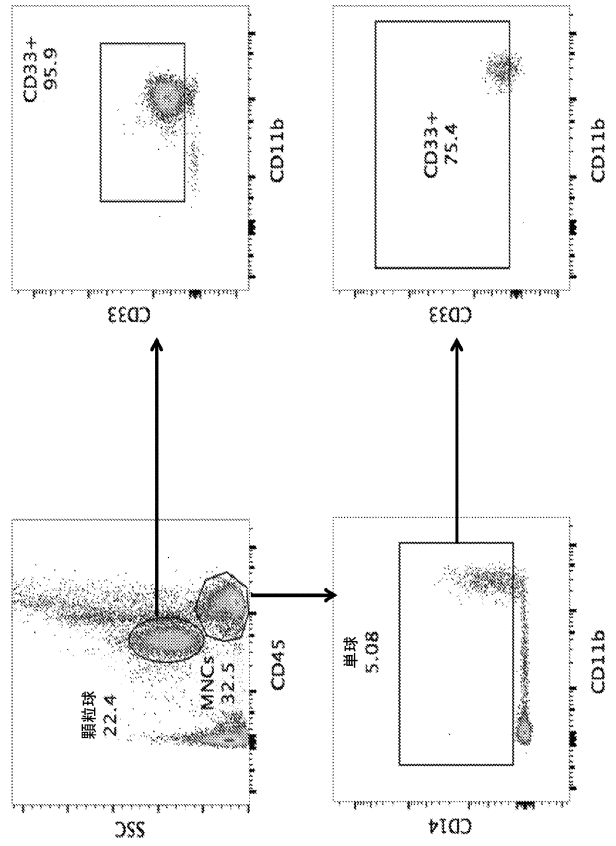 顆粒球
22.4
MNCs
32.5
SSC
CD45
CD33+
95.9
CD33
CD11b
単球
5.08
CD14
CD11b
CD33+
75.4
CD33
CD11b